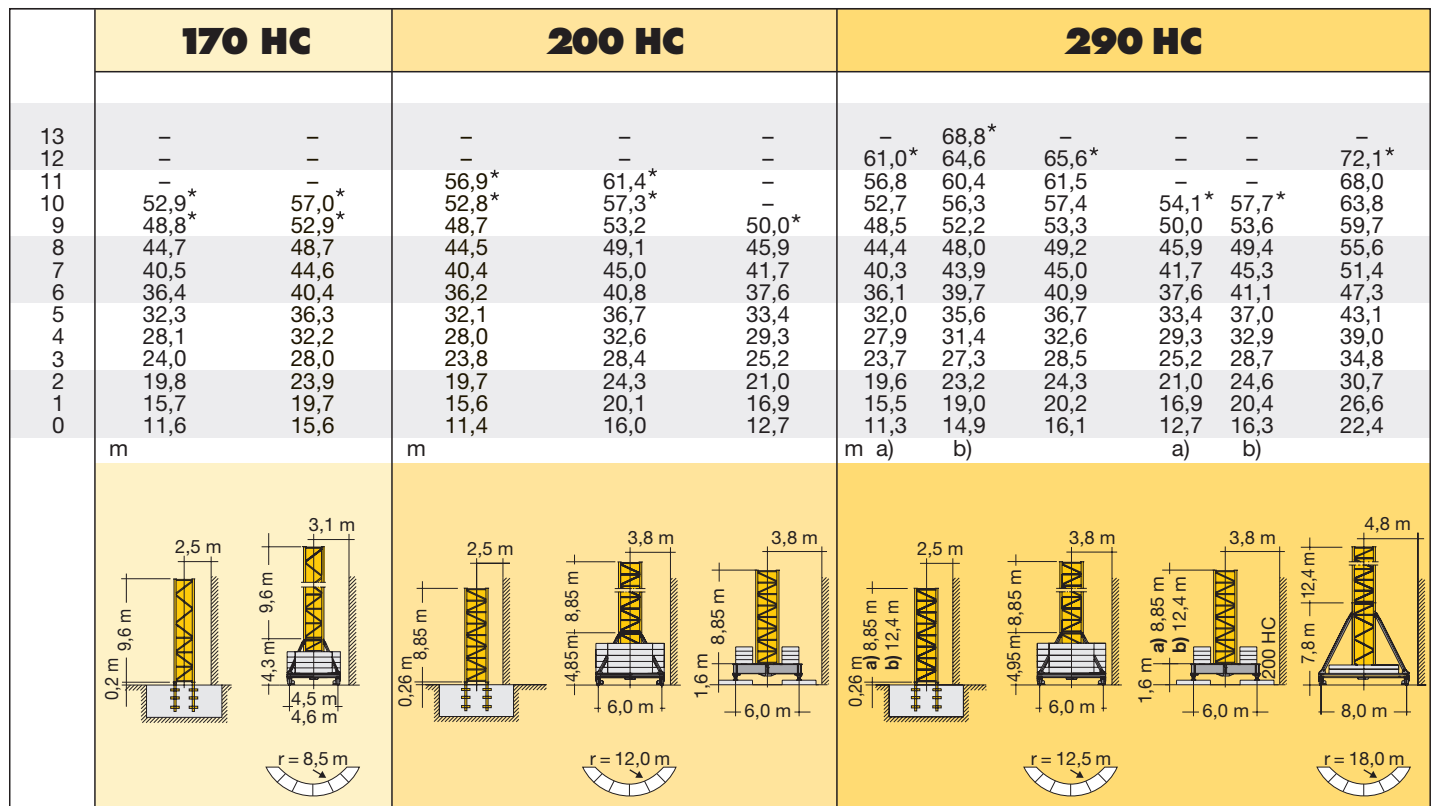 170 HC 200 HC 290 HC
13 – – – – – – 68,8* – – – –
12 – – – – – 61,0* 64,6 65,6* – – 72,1*
11 – – 56,9* 61,4* – 56,8 60,4 61,5 – – 68,0
10 52,9* 57,0* 52,8* 57,3* – 52,7 56,3 57,4 54,1* 57,7* 63,8
9 48,8* 52,9* 48,7 53,2 50,0* 48,5 52,2 53,3 50,0 53,6 59,7
8 44,7 48,7 44,5 49,1 45,9 44,4 48,0 49,2 45,9 49,4 55,6
7 40,5 44,6 40,4 45,0 41,7 40,3 43,9 45,0 41,7 45,3 51,4
6 36,4 40,4 36,2 40,8 37,6 36,1 39,7 40,9 37,6 41,1 47,3
5 32,3 36,3 32,1 36,7 33,4 32,0 35,6 36,7 33,4 37,0 43,1
4 28,1 32,2 28,0 32,6 29,3 27,9 31,4 32,6 29,3 32,9 39,0
3 24,0 28,0 23,8 28,4 25,2 23,7 27,3 28,5 25,2 28,7 34,8
2 19,8 23,9 19,7 24,3 21,0 19,6 23,2 24,3 21,0 24,6 30,7
1 15,7 19,7 15,6 20,1 16,9 15,5 19,0 20,2 16,9 20,4 26,6
0 11,6 15,6 11,4 16,0 12,7 11,3 14,9 16,1 12,7 16,3 22,4
m m m a) b) a) b)
2,5 m
9,6 m
0,2 m
3,1 m
9,6 m
4,3 m
4,5 m
4,6 m
r = 8,5 m
2,5 m
8,85 m
0,26 m
3,8 m
8,85 m
4,85 m
6,0 m
r = 12,0 m
3,8 m
8,85 m
1,6 m
6,0 m
2,5 m
a) 8,85 m
b) 12,4 m
0,26 m
3,8 m
8,85 m
4,95 m
6,0 m
r = 12,5 m
3,8 m
a) 8,85 m
b) 12,4 m
1,6 m
200 HC
6,0 m
4,8 m
12,4 m
7,8 m
8,0 m
r = 18,0 m